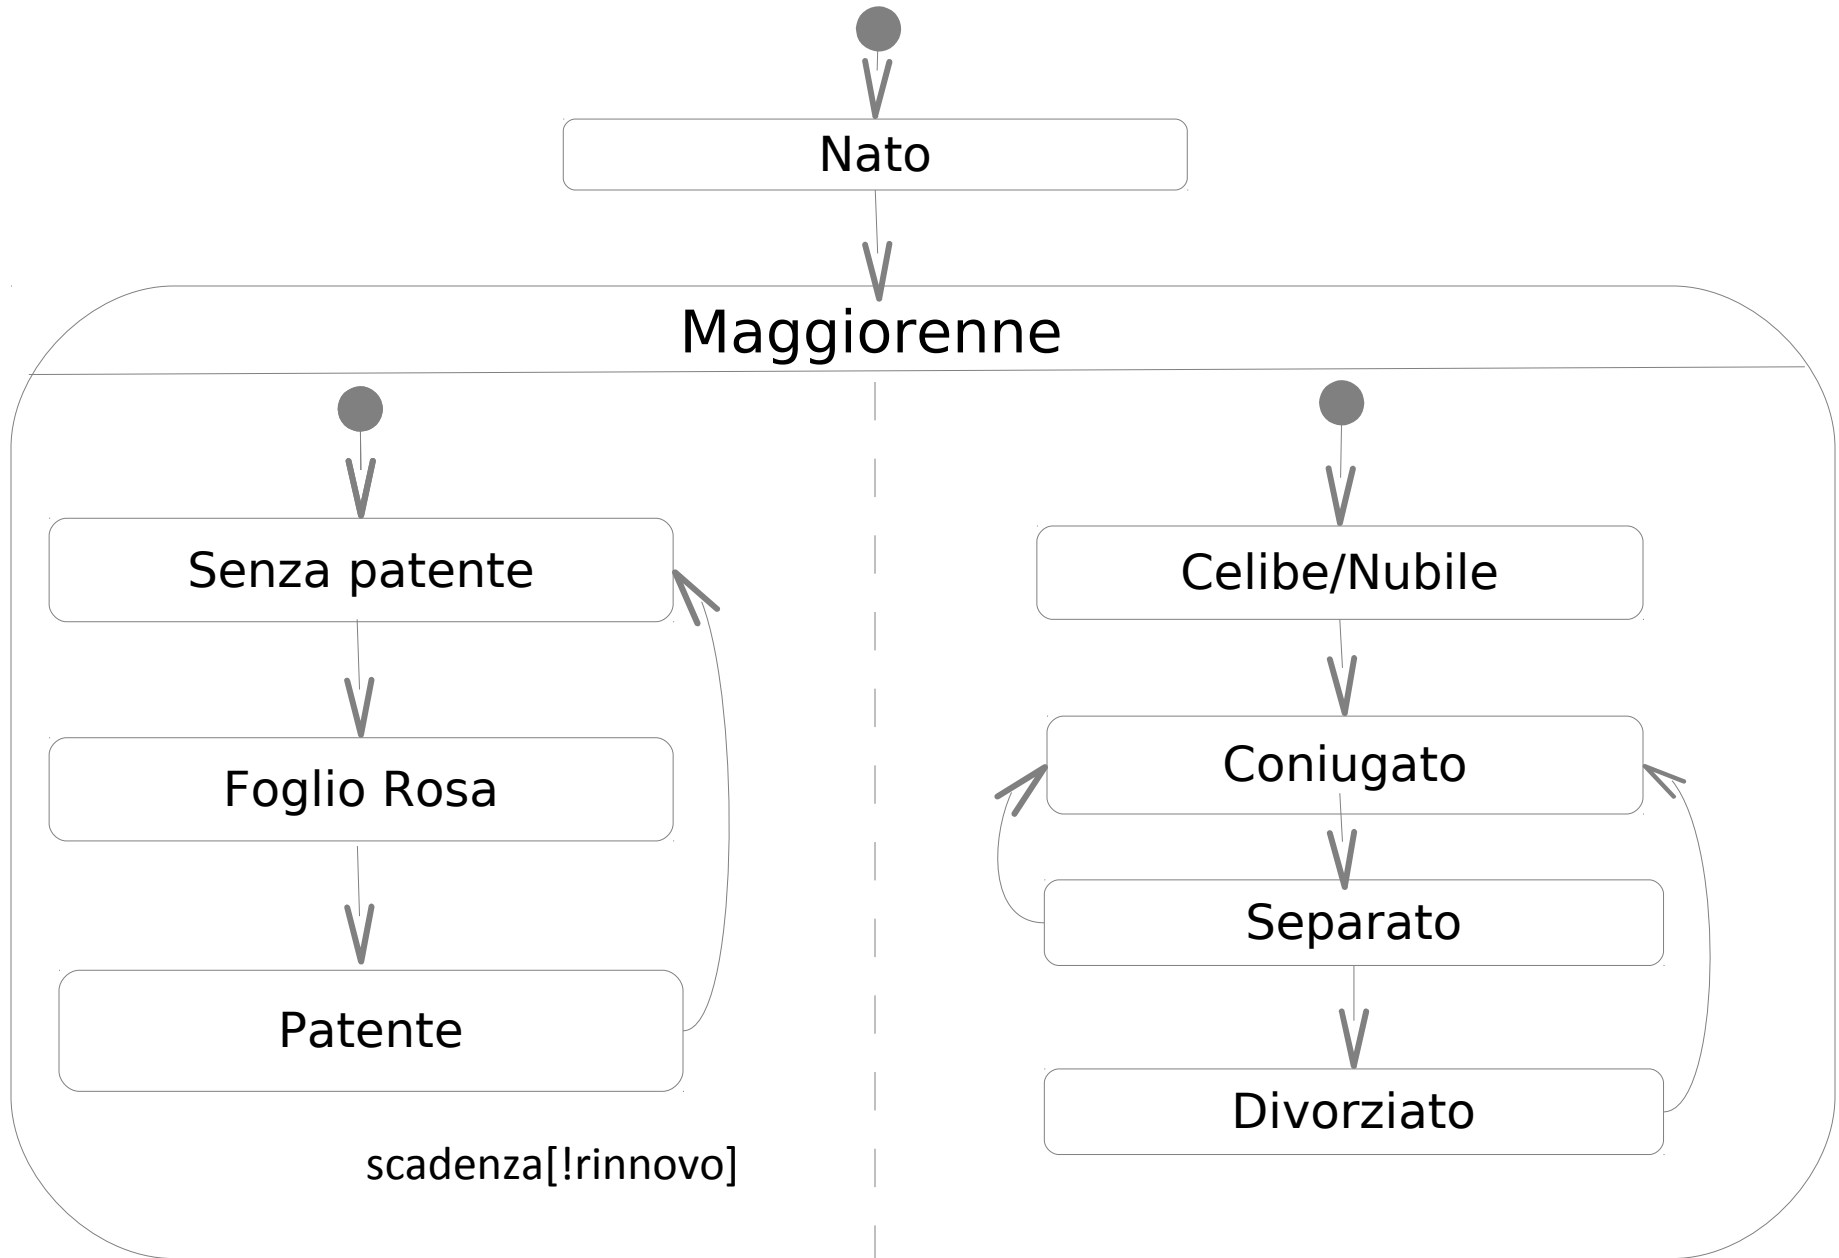 Nato
Maggiorenne
Senza patente
Foglio Rosa
Patente
scadenza[!rinnovo]
Celibe/Nubile
Coniugato
Separato
Divorziato